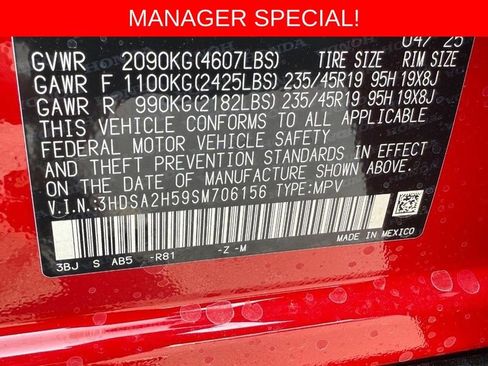 MANAGER SPECIAL!
04/25
GVWR 2090KG(4607LBS) TIRE SIZE RIM SIZE
GAWR F 1100KG(2425LBS) 235/45R19 95H 19X8J
GAWR R 990KG(2182LBS) 235/45R19 95H 19X8J
THIS VEHICLE CONFORMS TO ALL APPLICABLE
FEDERAL MOTOR VEHICLE SAFETY
AND THEFT PREVENTION STANDARDS IN EFFECT
ON THE DATE OF MANUFACTURE SHOWN ABOVE.
V.I.N.:3HDSA2H59SM706156 TYPE:MPV
3BJ S AB5 -R81 -Z -M MADE IN MEXICO